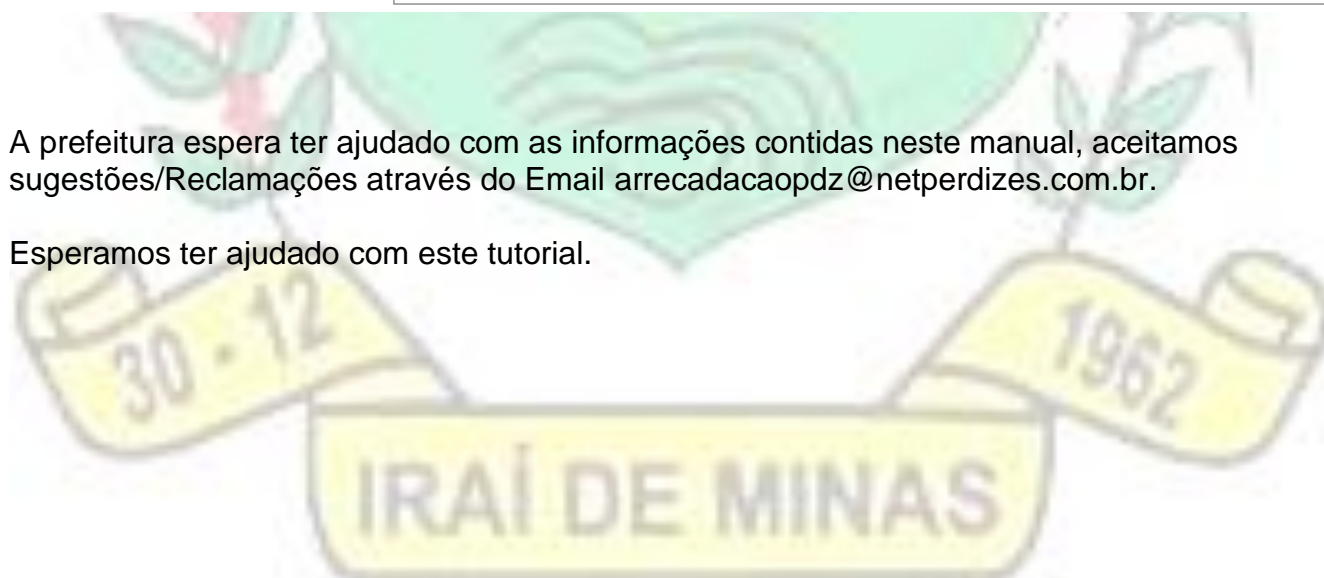 A prefeitura espera ter ajudado com as informações contidas neste manual, aceitamos
sugestões/Reclamações através do Email arrecadacaopdz@netperdizes.com.br.
Esperamos ter ajudado com este tutorial.
30 - 12
1962
IRAÍ DE MINAS